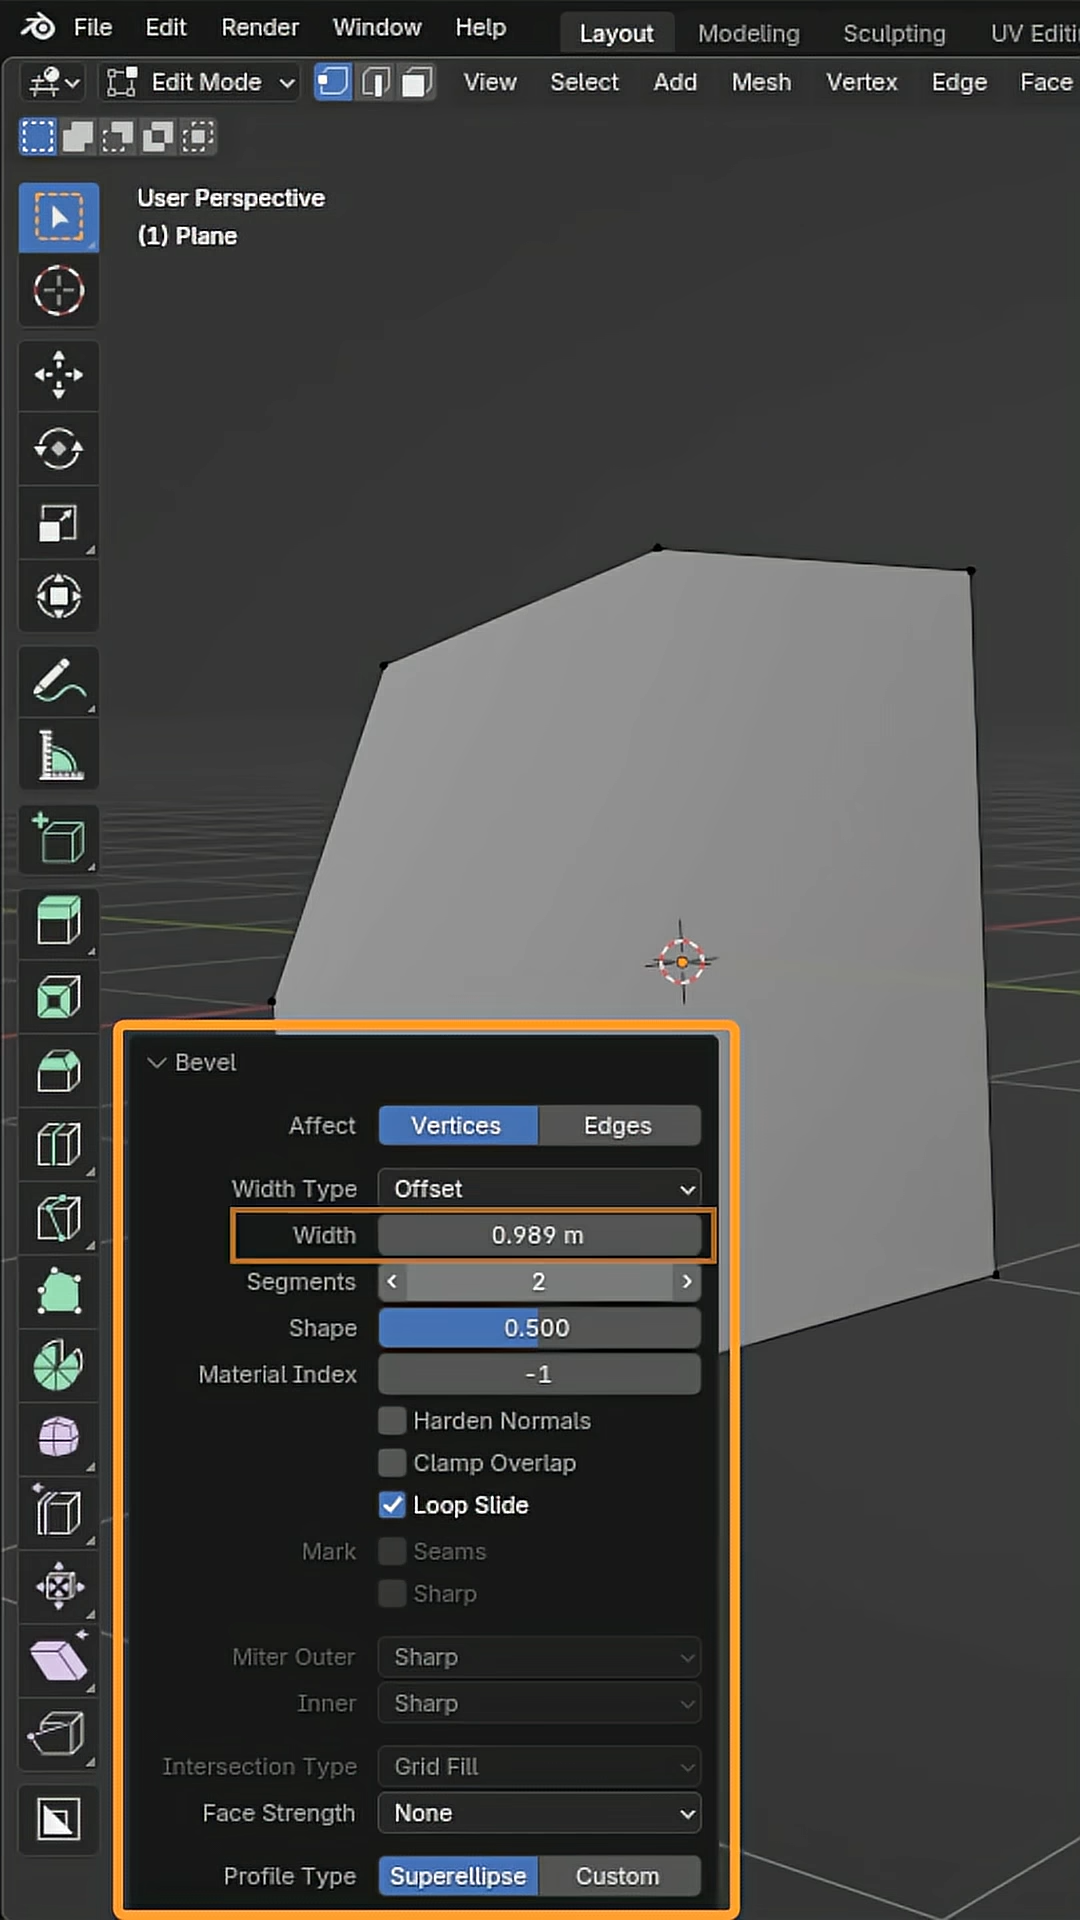 File Edit Render Window Help Layout Modeling Sculpting UV Editi
Edit Mode View Select Add Mesh Vertex Edge Face
User Perspective
(1) Plane
Bevel
Affect Vertices Edges
Width Type Offset
Width 0.989 m
Segments 2
Shape 0.500
Material Index -1
Harden Normals
Clamp Overlap
Loop Slide
Mark Seams
Sharp
Miter Outer Sharp
Inner Sharp
Intersection Type Grid Fill
Face Strength None
Profile Type Superellipse Custom